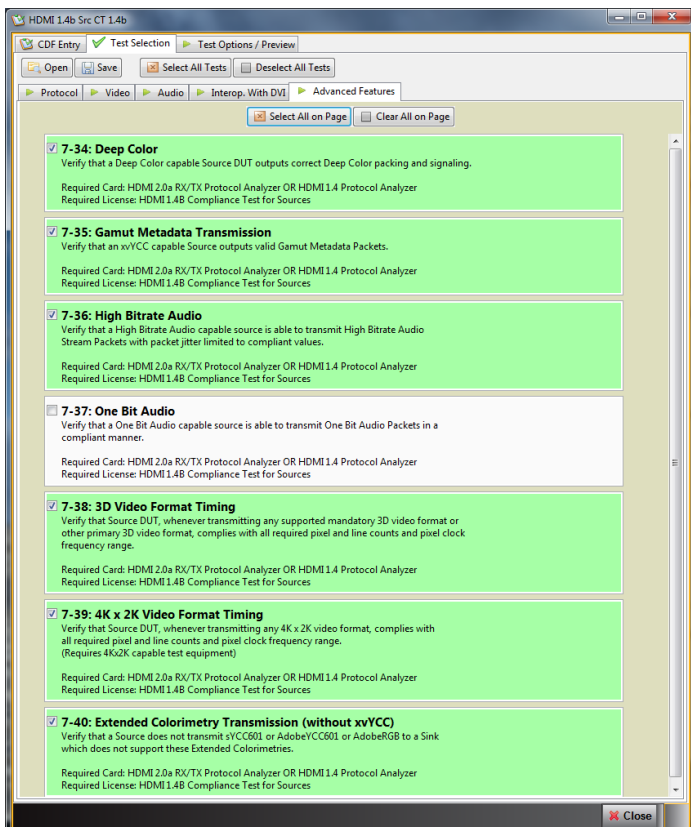 HDMI 1.4b Src CT 1.4b
CDF Entry Test Selection Test Options / Preview
Open Save Select All Tests Deselect All Tests
Protocol Video Audio Interop. With DVI Advanced Features
Select All on Page Clear All on Page
7-34: Deep Color
Verify that a Deep Color capable Source DUT outputs correct Deep Color packing and signaling.
Required Card: HDMI 2.0a RX/TX Protocol Analyzer OR HDMI 1.4 Protocol Analyzer
Required License: HDMI 1.4B Compliance Test for Sources
7-35: Gamut Metadata Transmission
Verify that an xvYCC capable Source outputs valid Gamut Metadata Packets.
Required Card: HDMI 2.0a RX/TX Protocol Analyzer OR HDMI 1.4 Protocol Analyzer
Required License: HDMI 1.4B Compliance Test for Sources
7-36: High Bitrate Audio
Verify that a High Bitrate Audio capable source is able to transmit High Bitrate Audio
Stream Packets with packet jitter limited to compliant values.
Required Card: HDMI 2.0a RX/TX Protocol Analyzer OR HDMI 1.4 Protocol Analyzer
Required License: HDMI 1.4B Compliance Test for Sources
7-37: One Bit Audio
Verify that a One Bit Audio capable source is able to transmit One Bit Audio Packets in a
compliant manner.
Required Card: HDMI 2.0a RX/TX Protocol Analyzer OR HDMI 1.4 Protocol Analyzer
Required License: HDMI 1.4B Compliance Test for Sources
7-38: 3D Video Format Timing
Verify that Source DUT, whenever transmitting any supported mandatory 3D video format or
other primary 3D video format, complies with all required pixel and line counts and pixel clock
frequency range.
Required Card: HDMI 2.0a RX/TX Protocol Analyzer OR HDMI 1.4 Protocol Analyzer
Required License: HDMI 1.4B Compliance Test for Sources
7-39: 4K x 2K Video Format Timing
Verify that Source DUT, whenever transmitting any 4K x 2K video format, complies with
all required pixel and line counts and pixel clock frequency range.
(Requires 4Kx2K capable test equipment)
Required Card: HDMI 2.0a RX/TX Protocol Analyzer OR HDMI 1.4 Protocol Analyzer
Required License: HDMI 1.4B Compliance Test for Sources
7-40: Extended Colorimetry Transmission (without xvYCC)
Verify that a Source does not transmit sYCC601 or AdobeYCC601 or AdobeRGB to a Sink
which does not support these Extended Colorimetries.
Required Card: HDMI 2.0a RX/TX Protocol Analyzer OR HDMI 1.4 Protocol Analyzer
Required License: HDMI 1.4B Compliance Test for Sources
Close